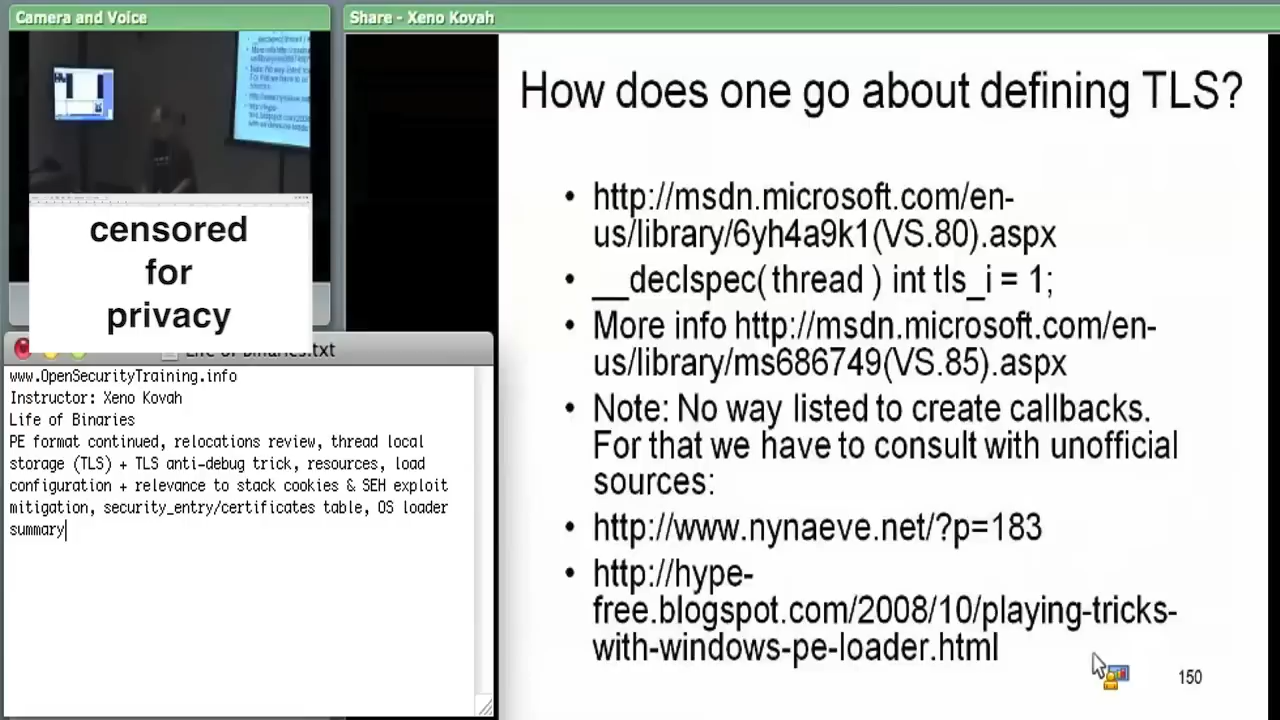 Camera and Voice
Share - Xeno Kovah
censored
for
privacy
Life of Binaries.txt
www.OpenSecurityTraining.info
Instructor: Xeno Kovah
Life of Binaries
PE format continued, relocations review, thread local
storage (TLS) + TLS anti-debug trick, resources, load
configuration + relevance to stack cookies & SEH exploit
mitigation, security_entry/certificates table, OS loader
summary
How does one go about defining TLS?
• http://msdn.microsoft.com/en-
us/library/6yh4a9k1(VS.80).aspx
• __declspec( thread ) int tls_i = 1;
• More info http://msdn.microsoft.com/en-
us/library/ms686749(VS.85).aspx
• Note: No way listed to create callbacks.
For that we have to consult with unofficial
sources:
• http://www.nynaeve.net/?p=183
• http://hype-
free.blogspot.com/2008/10/playing-tricks-
with-windows-pe-loader.html
150